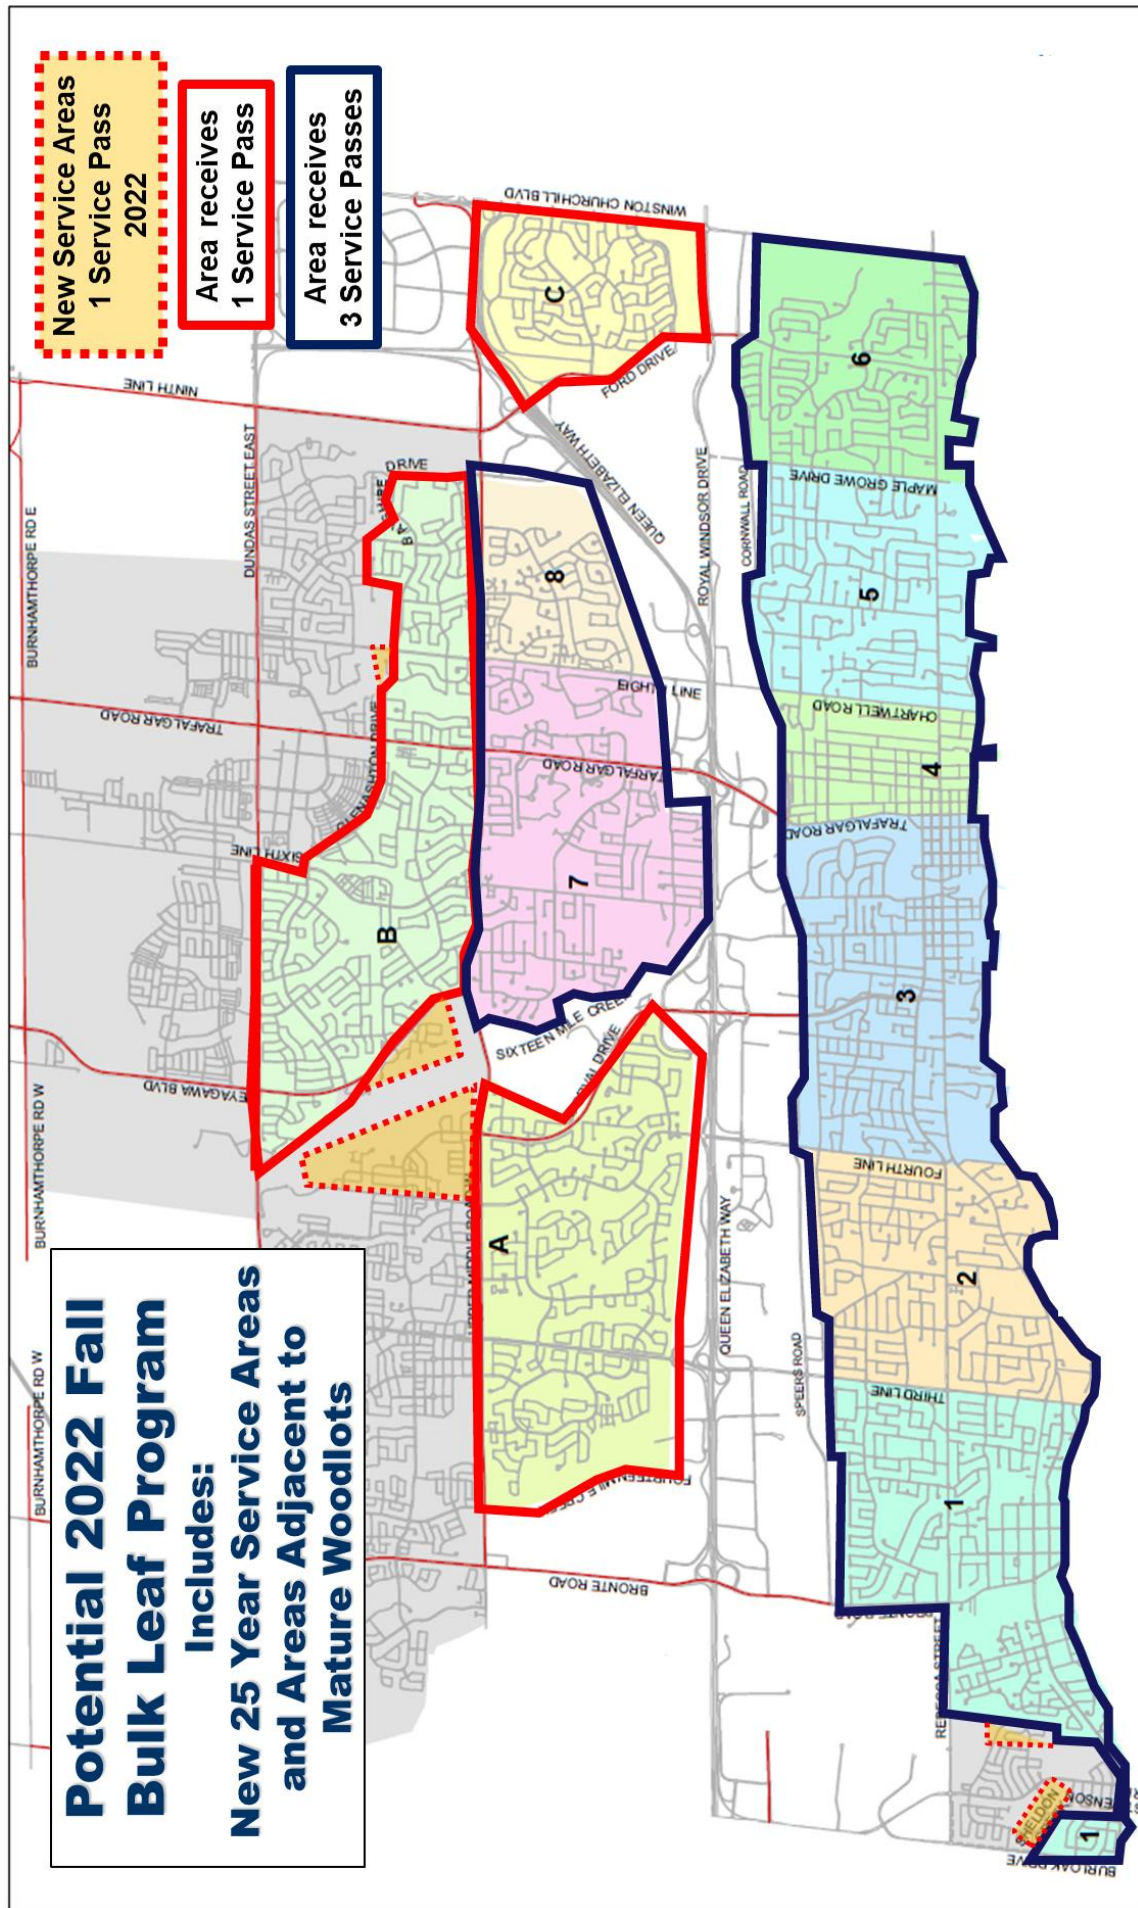 Potential 2022 Fall
Bulk Leaf Program
Includes:
New 25 Year Service Areas
and Areas Adjacent to
Mature Woodlots
New Service Areas
1 Service Pass
2022
Area receives
1 Service Pass
Area receives
3 Service Passes
BURNHAMTHORPE RD W
BURNHAMTHORPE RD W
BURNHAMTHORPE RD E
NINTH LINE
TRAFALGAR ROAD
DUNDAS STREET EAST
SIXTH LINE
GLENASHTON DRIVE
DRIVE
B
WINSTON CHURCHILL BLVD
C
FORD DRIVE
QUEEN ELIZABETH WAY
8
EIGHTH LINE
7
SIXTEEN MILE CREEK
A
BRONTE ROAD
QUEEN ELIZABETH WAY
ROYAL WINDSOR DRIVE
CORNWALL ROAD
SPEERS ROAD
6
MAPLE GROWE DRIVE
5
CHARTWELL ROAD
4
TRAFALGAR ROAD
3
FOURTH LINE
2
THIRD LINE
1
REBECCA STREET
SHELDON
1